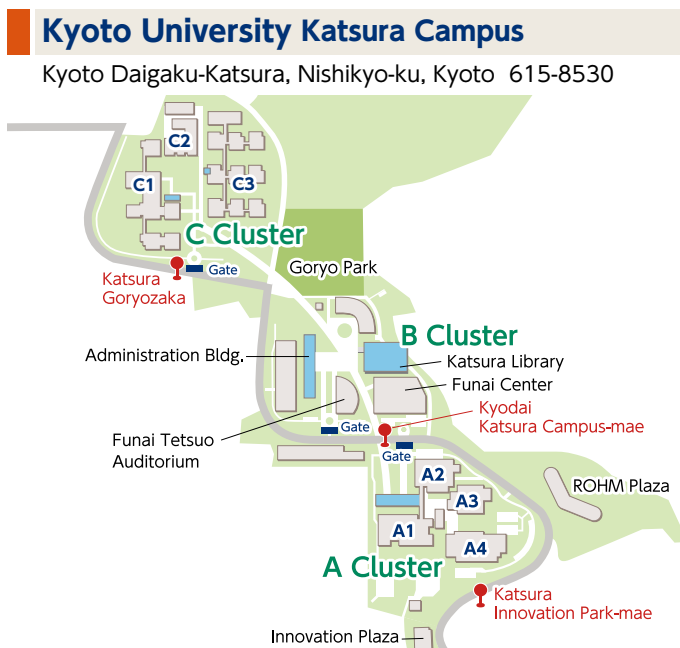 Kyoto University Katsura Campus
Kyoto Daigaku-Katsura, Nishikyo-ku, Kyoto 615-8530
C2
C1
C3
C Cluster
Gate
Katsura
Goryozaka
Goryo Park
B Cluster
Administration Bldg.
Katsura Library
Funai Center
Kyodai
Katsura Campus-mae
Gate
Funai Tetsuo
Auditorium
Gate
A2
A3
ROHM Plaza
A1
A4
A Cluster
Katsura
Innovation Park-mae
Innovation Plaza